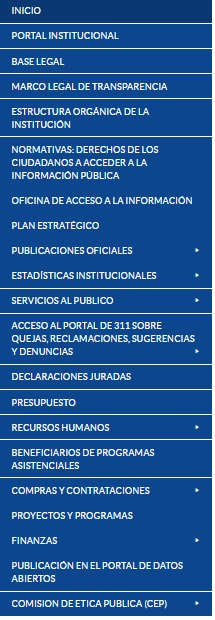 INICIO
PORTAL INSTITUCIONAL
BASE LEGAL
MARCO LEGAL DE TRANSPARENCIA
ESTRUCTURA ORGÁNICA DE LA
INSTITUCIÓN
NORMATIVAS: DERECHOS DE LOS
CIUDADANOS A ACCEDER A LA
INFORMACIÓN PÚBLICA
OFICINA DE ACCESO A LA INFORMACIÓN
PLAN ESTRATÉGICO
PUBLICACIONES OFICIALES
ESTADÍSTICAS INSTITUCIONALES
SERVICIOS AL PUBLICO
ACCESO AL PORTAL DE 311 SOBRE
QUEJAS, RECLAMACIONES, SUGERENCIAS
Y DENUNCIAS
DECLARACIONES JURADAS
PRESUPUESTO
RECURSOS HUMANOS
BENEFICIARIOS DE PROGRAMAS
ASISTENCIALES
COMPRAS Y CONTRATACIONES
PROYECTOS Y PROGRAMAS
FINANZAS
PUBLICACIÓN EN EL PORTAL DE DATOS
ABIERTOS
COMISION DE ETICA PUBLICA (CEP)